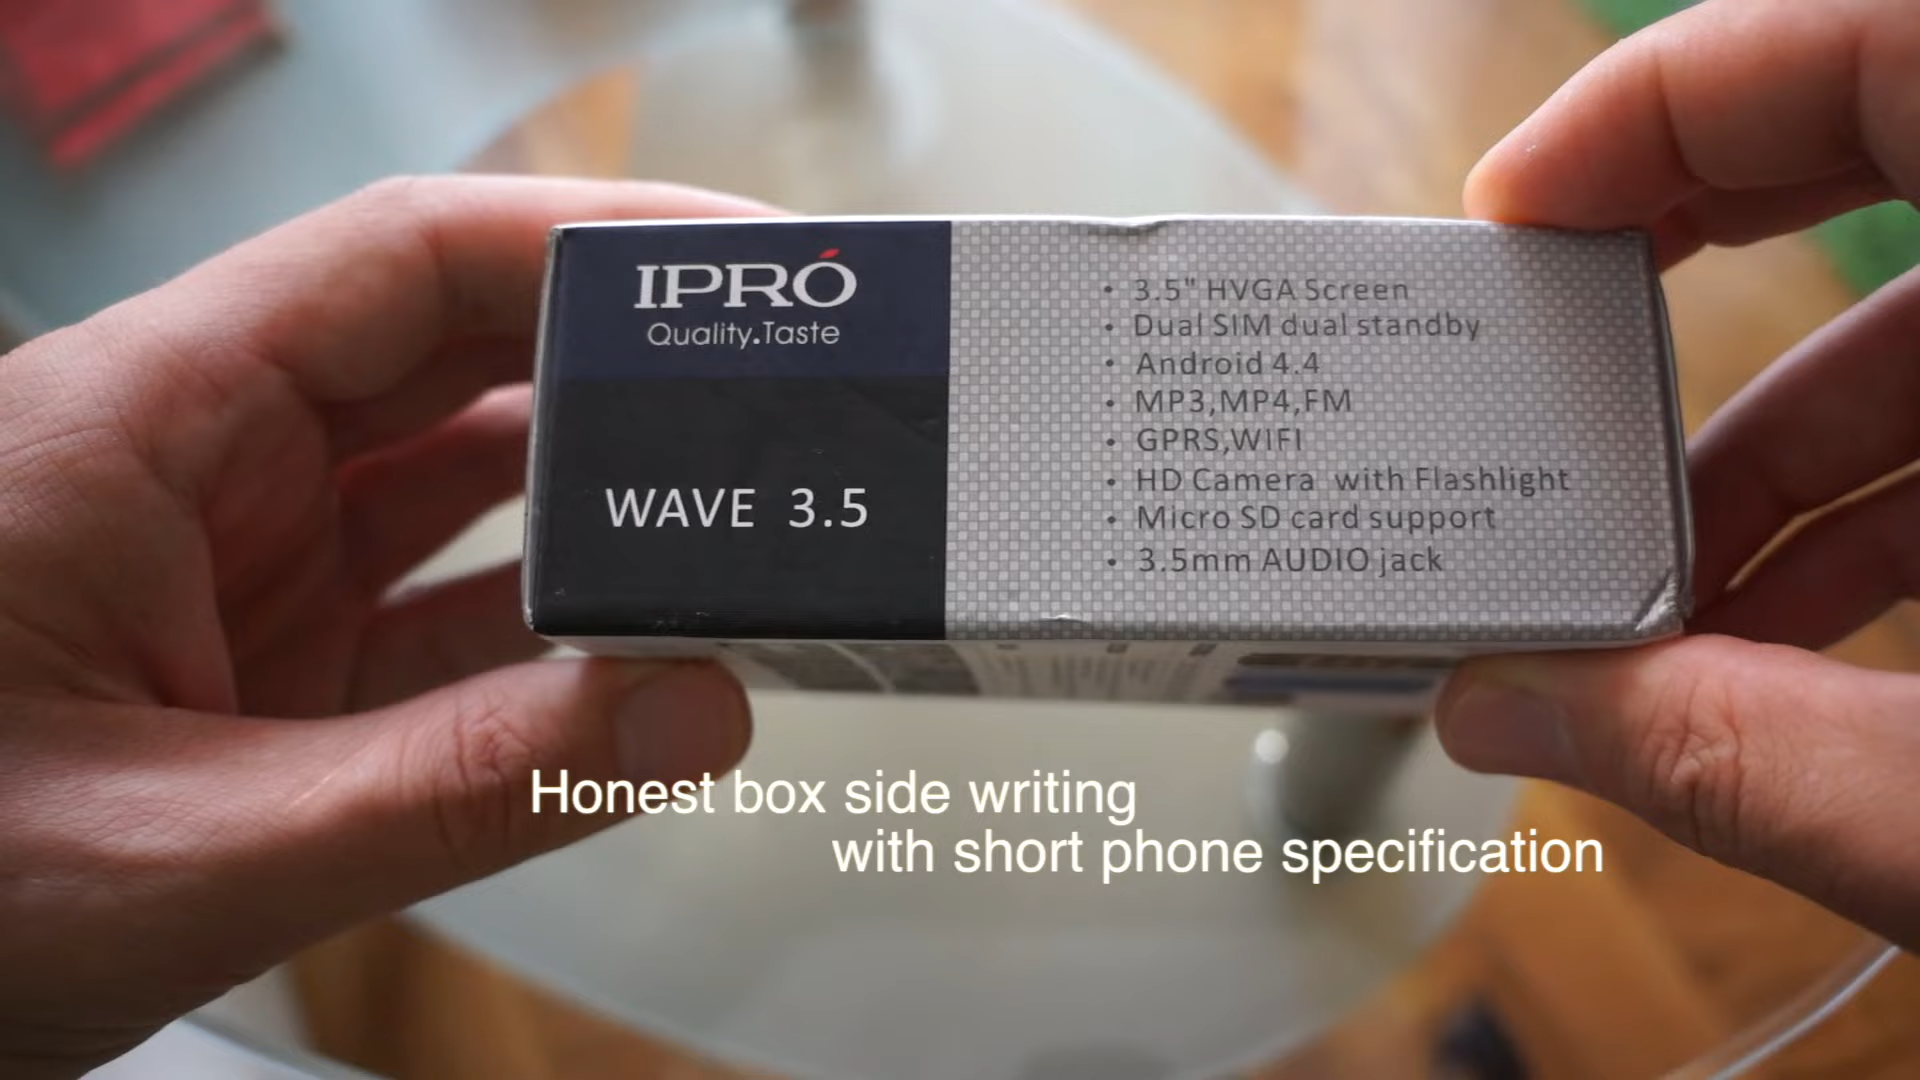 IPRÓ
Quality.Taste
WAVE 3.5
• 3.5" HVGA Screen
• Dual SIM dual standby
• Android 4.4
• MP3,MP4,FM
• GPRS,WIFI
• HD Camera with Flashlight
• Micro SD card support
• 3.5mm AUDIO jack
Honest box side writing
with short phone specification